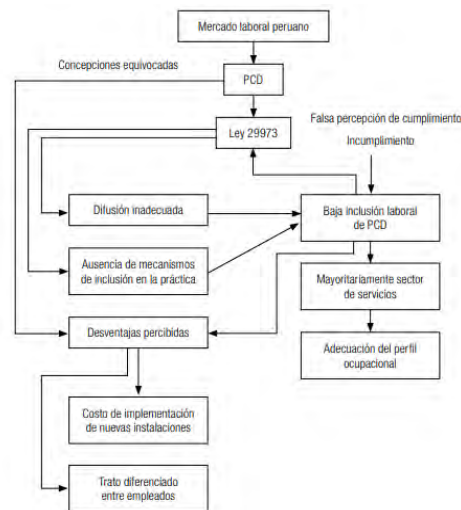 Mercado laboral peruano
Concepciones equivocadas
PCD
Ley 29973
Falsa percepción de cumplimiento
Incumplimiento
Difusión inadecuada
Baja inclusión laboral
de PCD
Ausencia de mecanismos
de inclusión en la práctica
Mayoritariamente sector
de servicios
Desventajas percibidas
Adecuación del perfil
ocupacional
Costo de implementación
de nuevas instalaciones
Trato diferenciado
entre empleados